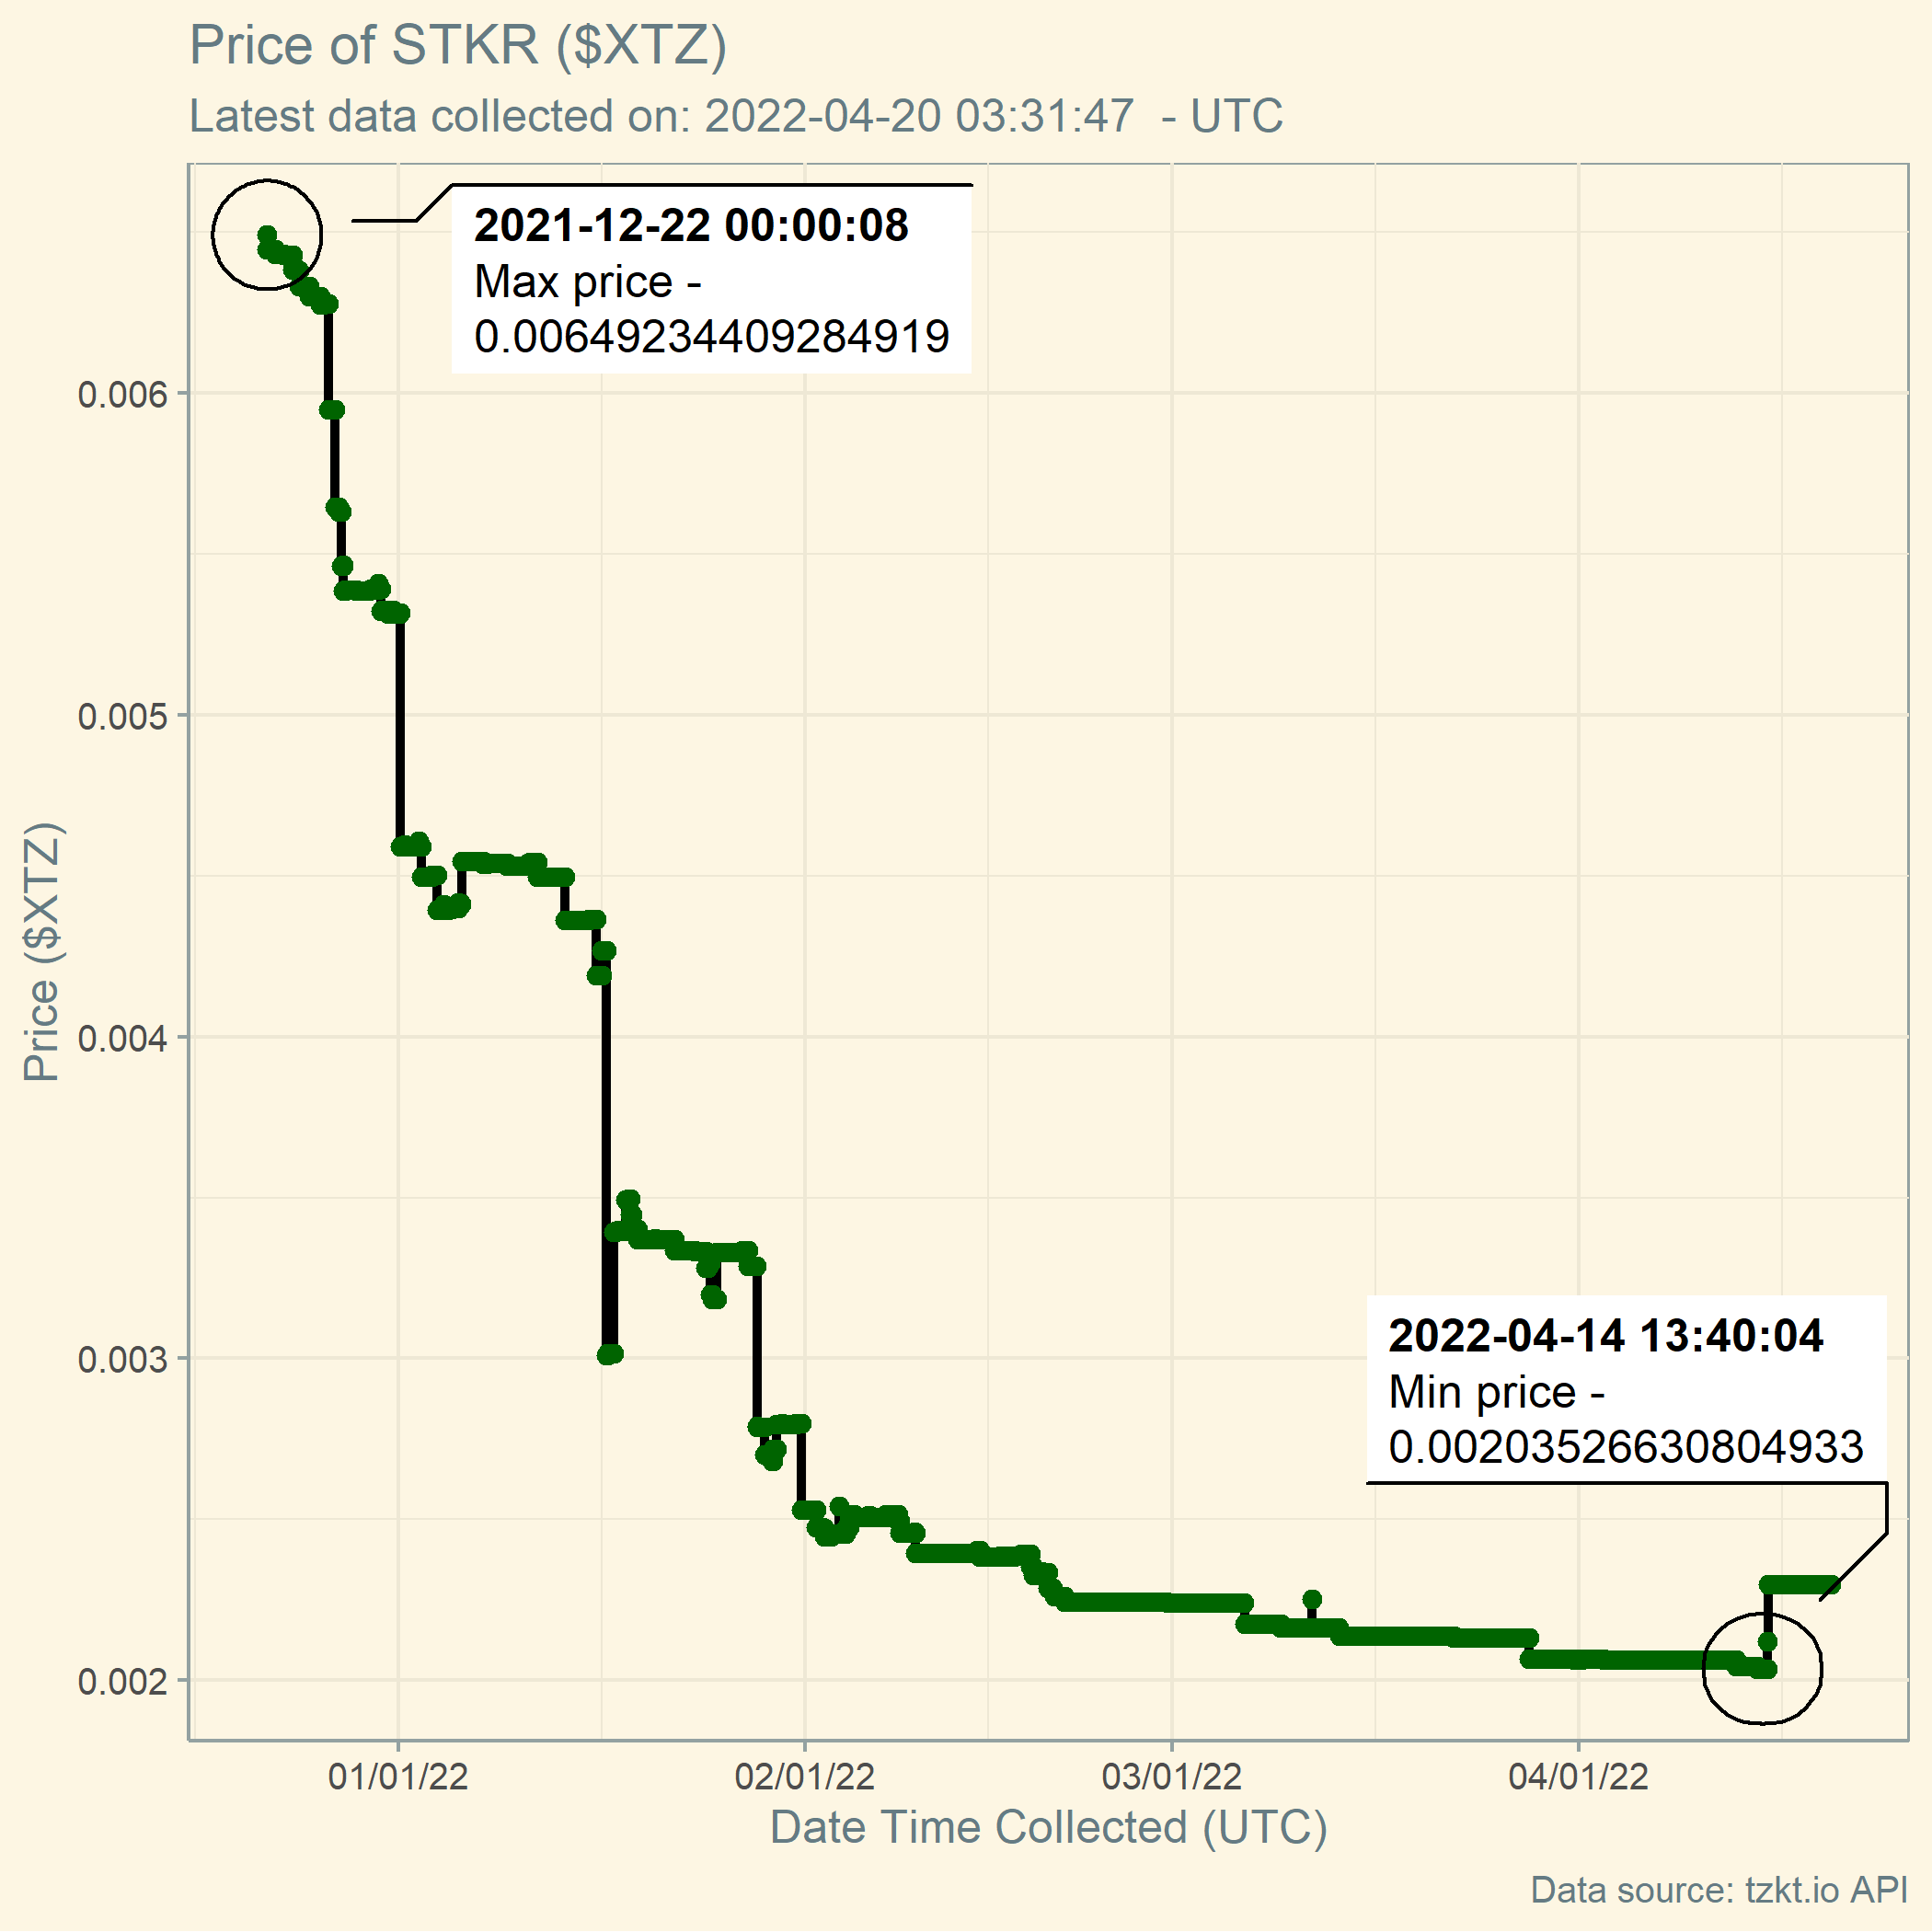 Price of STKR ($XTZ)
Latest data collected on: 2022-04-20 03:31:47  - UTC
2021-12-22 00:00:08
Max price -
0.00649234409284919
0.006
0.005
0.004
0.003
0.002
Price ($XTZ)
2022-04-14 13:40:04
Min price -
0.00203526630804933
01/01/22
02/01/22
03/01/22
04/01/22
Date Time Collected (UTC)
Data source: tzkt.io API